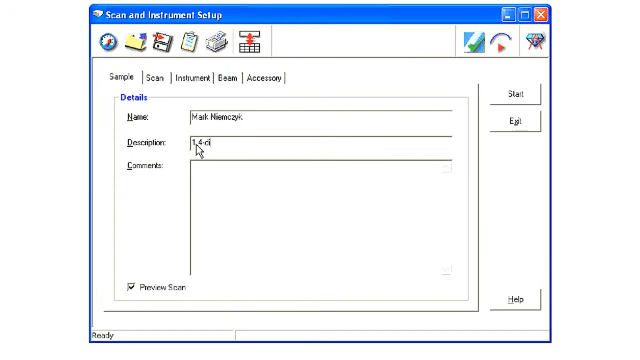 Scan and Instrument Setup
Sample Scan Instrument Beam Accessory
Details
Name: Mark Niemczyk
Description: 1,4-di
Comments:
Preview Scan
Start
Exit
Help
Ready